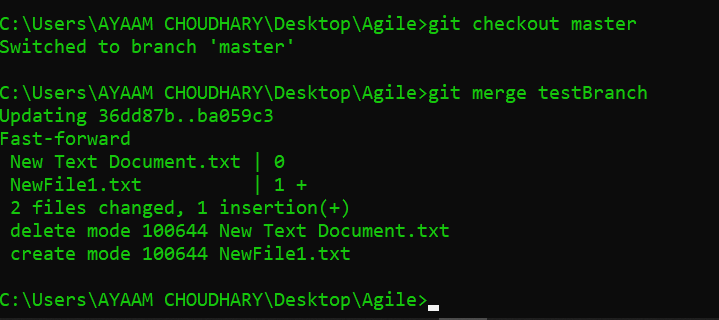 C:\Users\AYAAM CHOUDHARY\Desktop\Agile>git checkout master
Switched to branch 'master'
C:\Users\AYAAM CHOUDHARY\Desktop\Agile>git merge testBranch
Updating 36dd87b..ba059c3
Fast-forward
 New Text Document.txt | 0
 NewFile1.txt          | 1 +
 2 files changed, 1 insertion(+)
 delete mode 100644 New Text Document.txt
 create mode 100644 NewFile1.txt
C:\Users\AYAAM CHOUDHARY\Desktop\Agile>